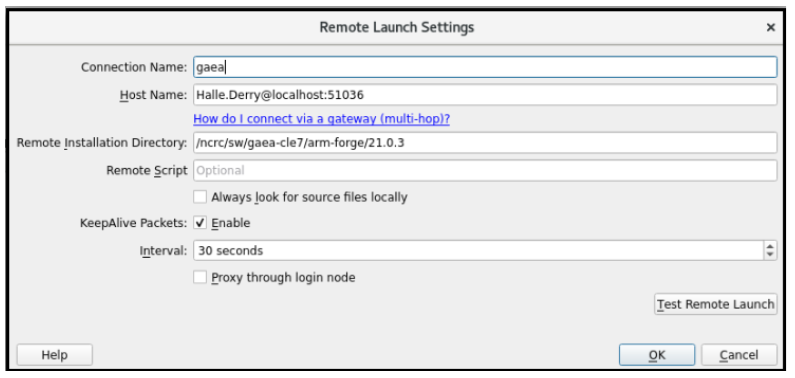 Remote Launch Settings ×
Connection Name: gaea
Host Name: Halle.Derry@localhost:51036
How do I connect via a gateway (multi-hop)?
Remote Installation Directory: /ncrc/sw/gaea-cle7/arm-forge/21.0.3
Remote Script Optional
Always look for source files locally
KeepAlive Packets: ✓ Enable
Interval: 30 seconds
Proxy through login node
Test Remote Launch
Help OK Cancel